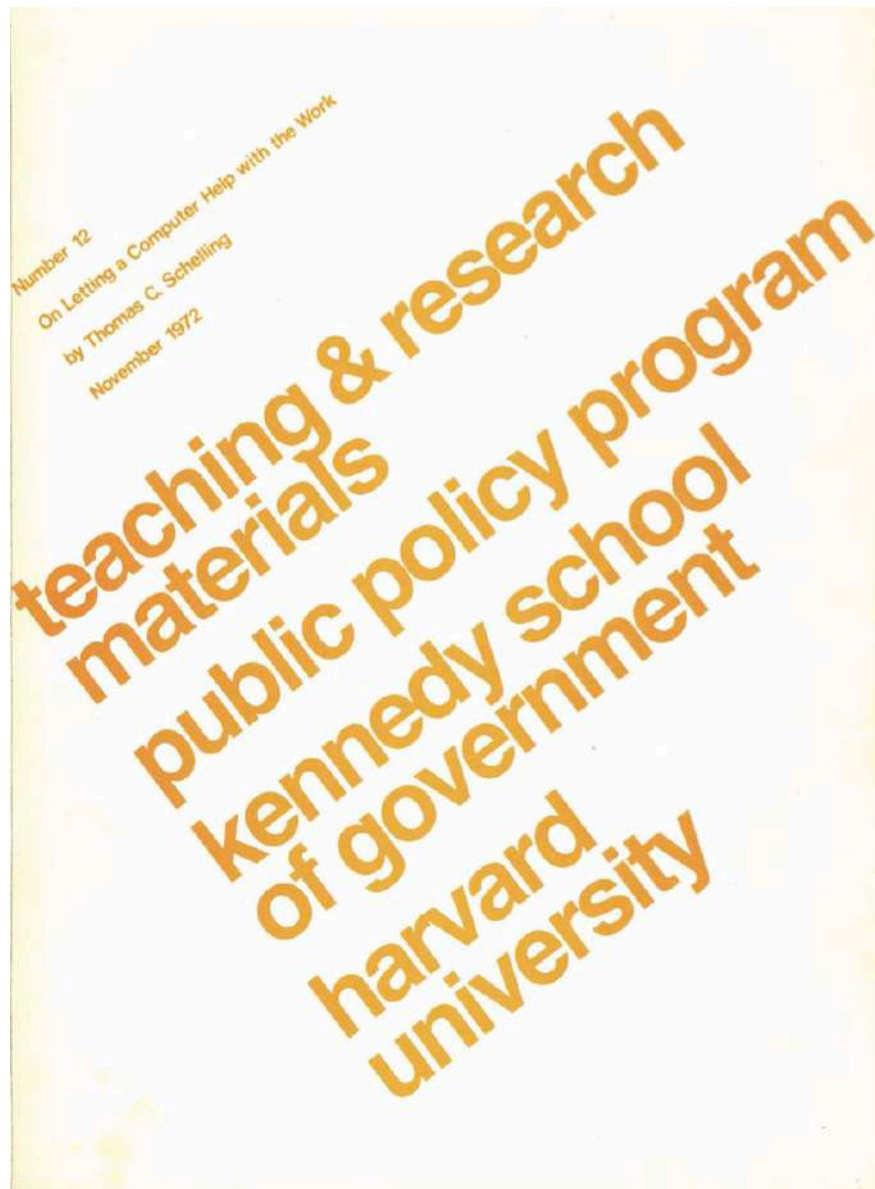 Number 12
On Letting a Computer Help with the Work
by Thomas C. Schelling
November 1972
teaching & research
materials
public policy program
kennedy school
of government
harvard
university